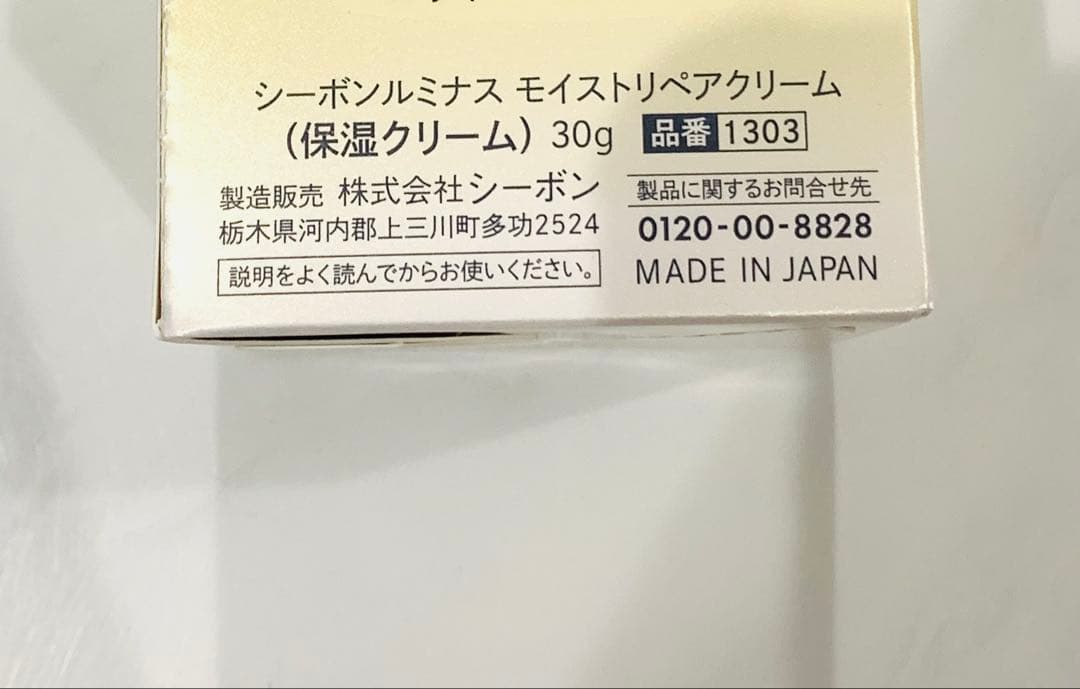 シーボンルミナス モイストリペアクリーム
(保湿クリーム) 30g 品番 1303
製造販売 株式会社シーボン
栃木県河内郡上三川町多功2524
説明をよく読んでからお使いください。
製品に関するお問合せ先
0120-00-8828
MADE IN JAPAN